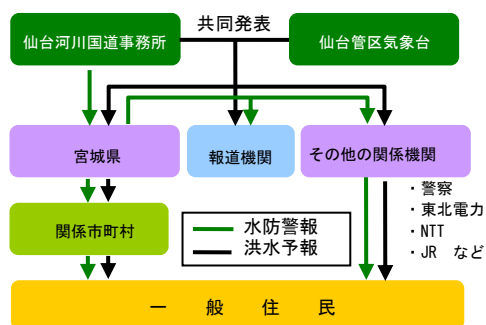 共同発表
仙台河川国道事務所
仙台管区気象台
宮城県
報道機関
その他の関係機関
・警察
・東北電力
・NTT
・JR など
関係市町村
水防警報
洪水予報
一般住民